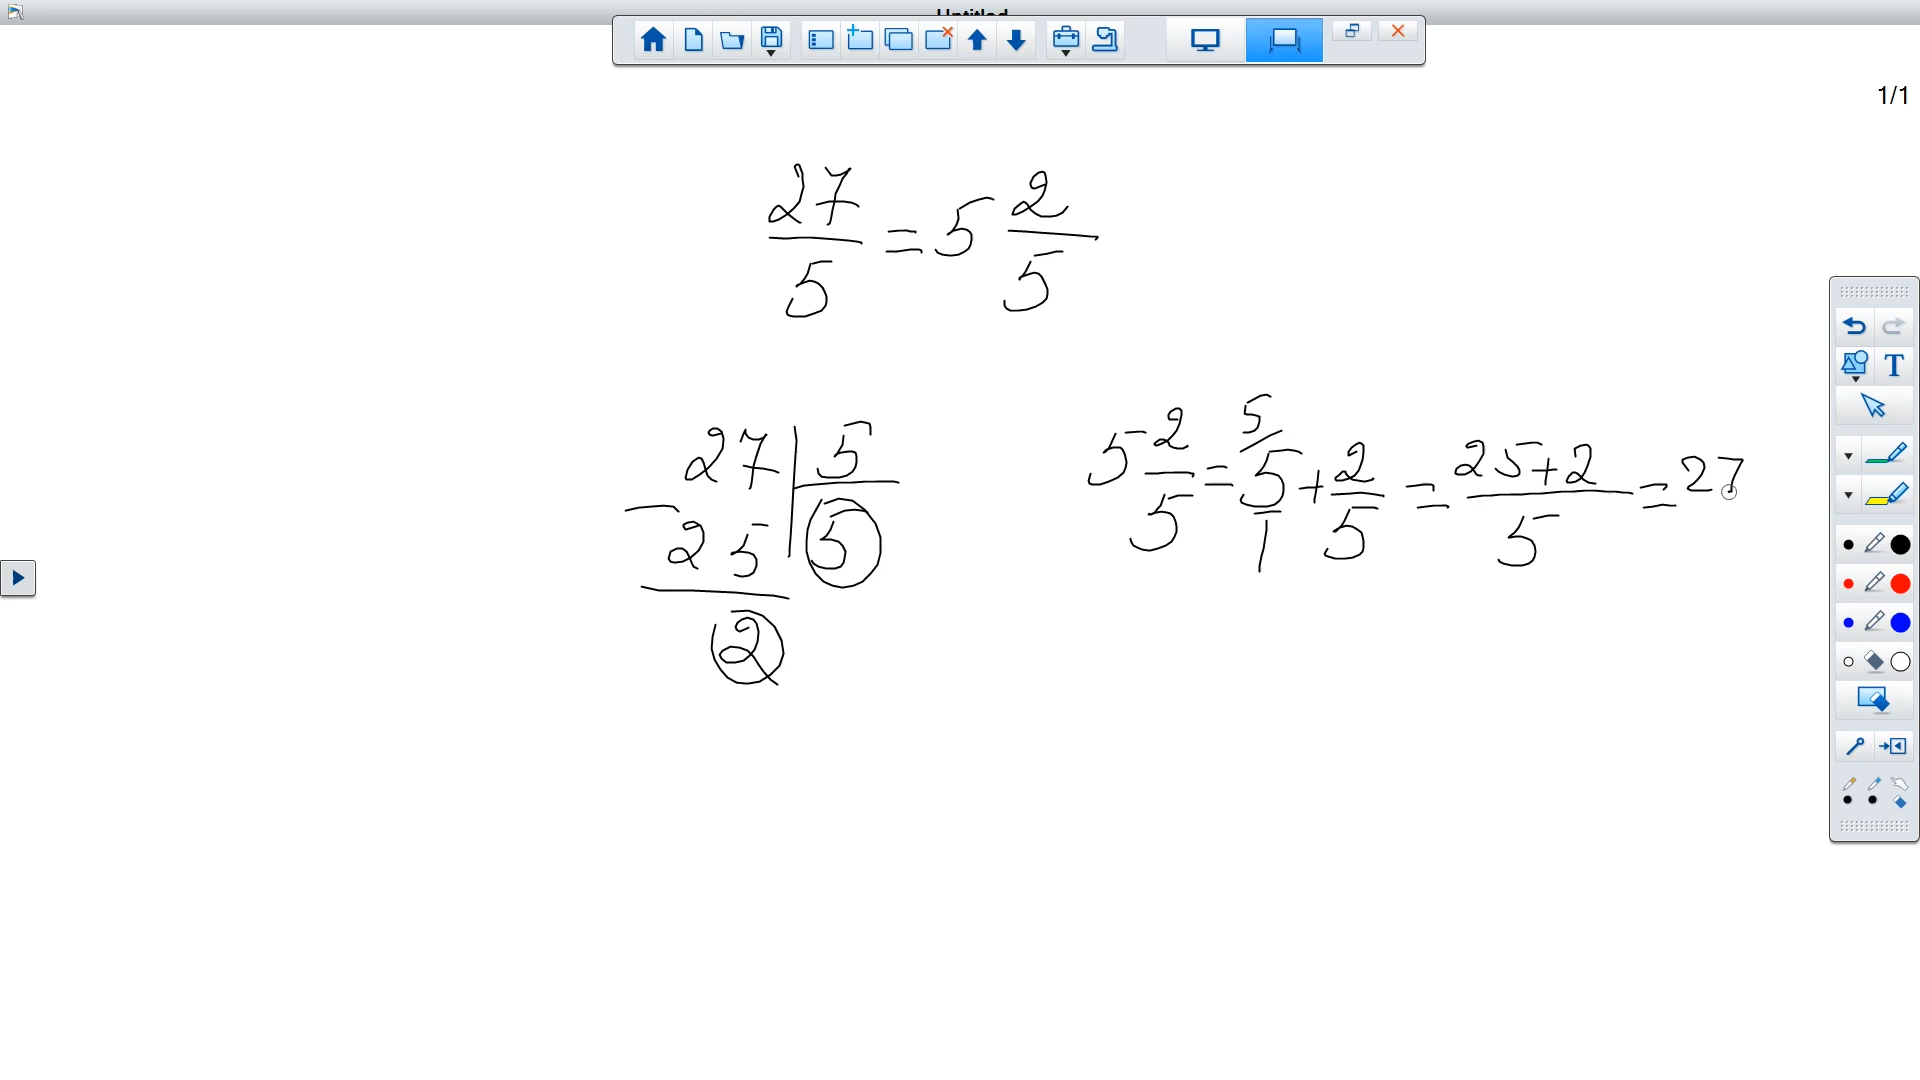 Untitled
1/1
27/5 = 5 2/5
27 | 5
− 25 | 5
2
5 2/5 = 5/ 5/1 + 2/5 = (25+2)/5 = 27
T